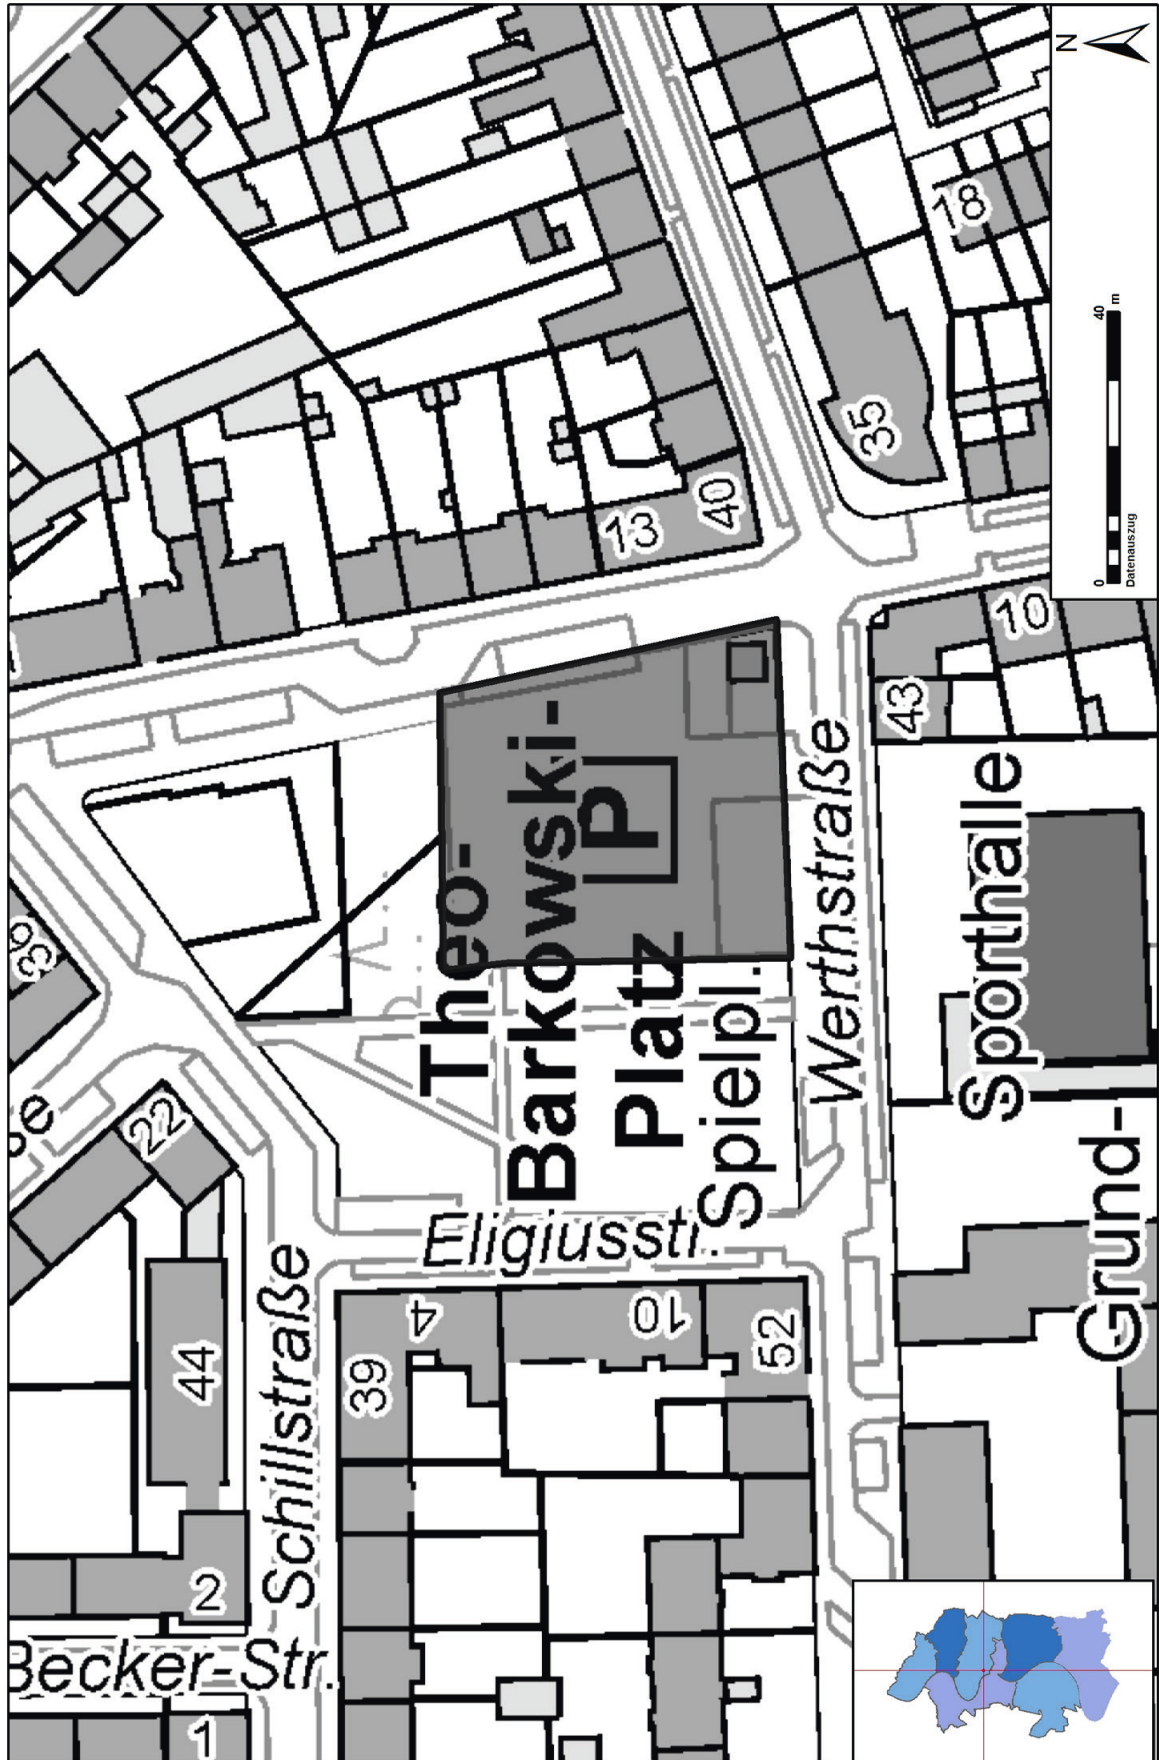 Becker-Str.
Schillstraße
Eligiusstr.
Werthstraße
Theo-
Barkowski-
Platz
P
Spielpl.
Sporthalle
Grund-
1
2
44
22
39
4
10
52
13
40
35
18
43
10
N
0
40
m
Datenauszug